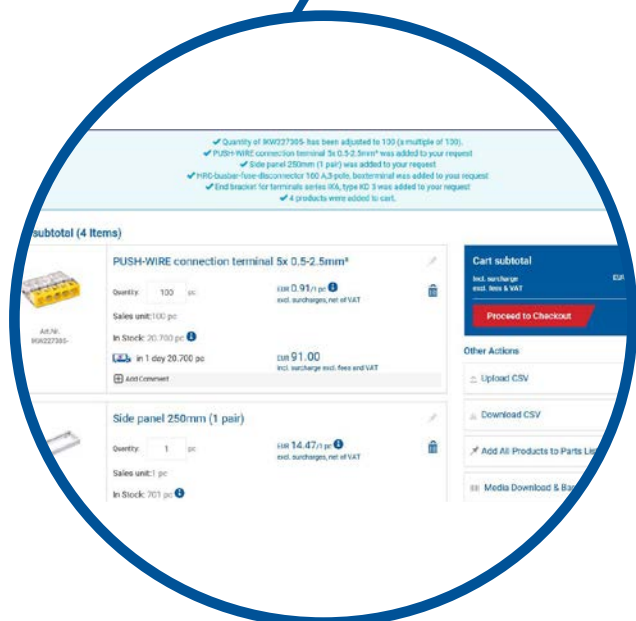 ✔ Quantity of IKW227305- has been adjusted to 100 (a multiple of 100).
✔ PUSH-WIRE connection terminal 5x 0.5-2.5mm² was added to your request
✔ Side panel 250mm (1 pair) was added to your request
✔ HRC-busbar-fuse-disconnector 160 A,3-pole, boxterminal was added to your request
✔ End bracket for terminals series IK6, type KD 3 was added to your request
✔ 4 products were added to cart.
subtotal (4 Items)
PUSH-WIRE connection terminal 5x 0.5-2.5mm²
Quantity: 100 pc
EUR 0.91/1 pc
excl. surcharges, net of VAT
Sales unit:100 pc
Art.Nr.
IKW227305-
In Stock: 20.700 pc
in 1 day 20.700 pc
EUR 91.00
Incl. surcharge excl. fees and VAT
Add Comment
Side panel 250mm (1 pair)
Quantity: 1 pc
EUR 14.47/1 pc
excl. surcharges, net of VAT
Sales unit:1 pc
In Stock: 701 pc
Cart subtotal
Incl. surcharge
excl. fees & VAT
EUR
Proceed to Checkout
Other Actions
Upload CSV
Download CSV
Add All Products to Parts Lis
Media Download & Ba